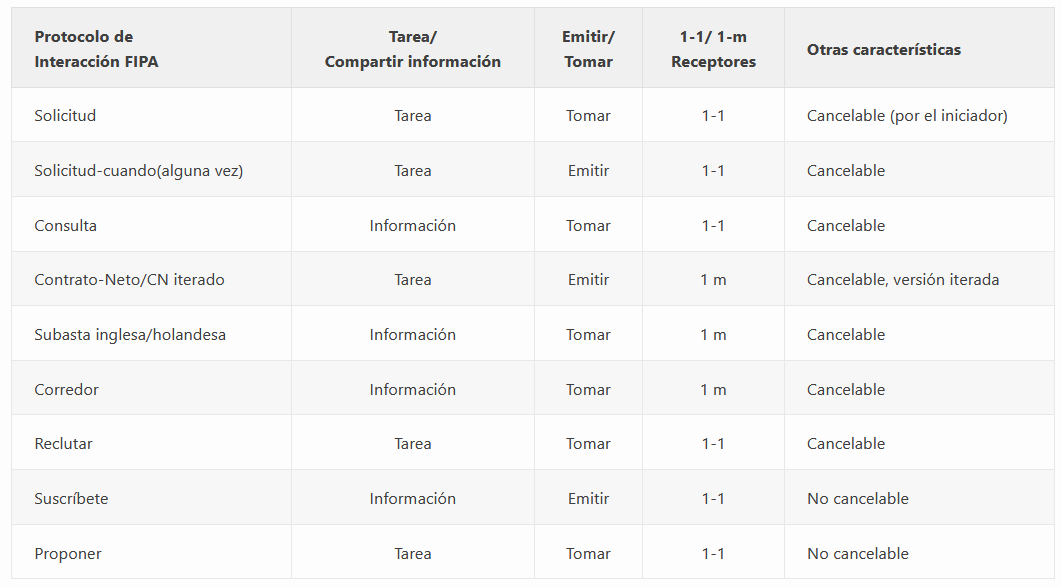 Protocolo de
Interacción FIPA
Tarea/
Compartir información
Emitir/
Tomar
1-1/ 1-m
Receptores
Otras características
Solicitud Tarea Tomar 1-1 Cancelable (por el iniciador)
Solicitud-cuando(alguna vez) Tarea Emitir 1-1 Cancelable
Consulta Información Tomar 1-1 Cancelable
Contrato-Neto/CN iterado Tarea Emitir 1 m Cancelable, versión iterada
Subasta inglesa/holandesa Información Tomar 1 m Cancelable
Corredor Información Tomar 1 m Cancelable
Reclutar Tarea Tomar 1-1 Cancelable
Suscríbete Información Emitir 1-1 No cancelable
Proponer Tarea Tomar 1-1 No cancelable